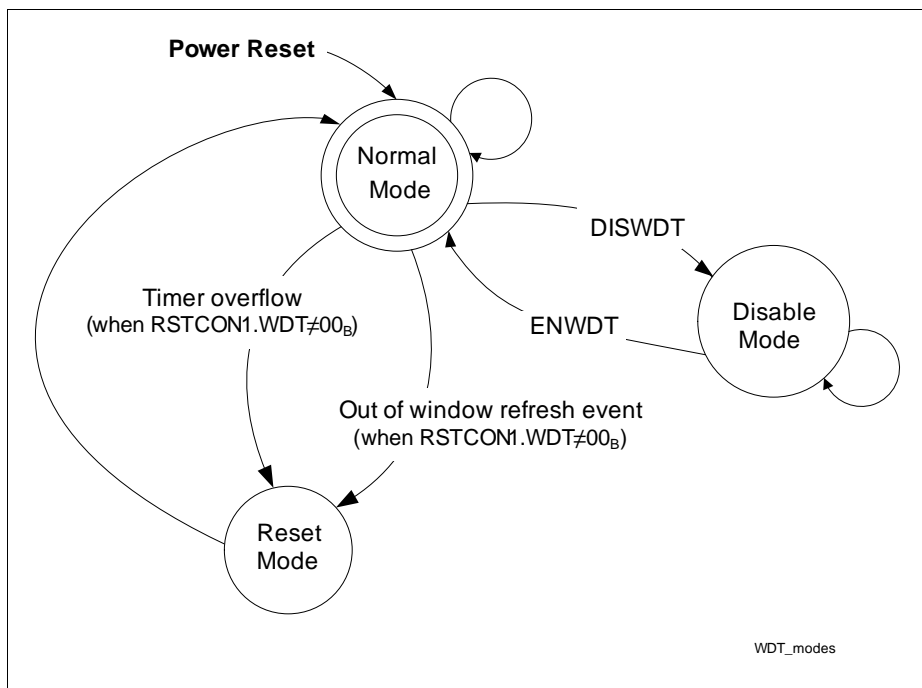 Power Reset
Normal
Mode
DISWDT
Timer overflow
(when RSTCON1.WDT≠00B)
ENWDT
Disable
Mode
Out of window refresh event
(when RSTCON1.WDT≠00B)
Reset
Mode
WDT_modes